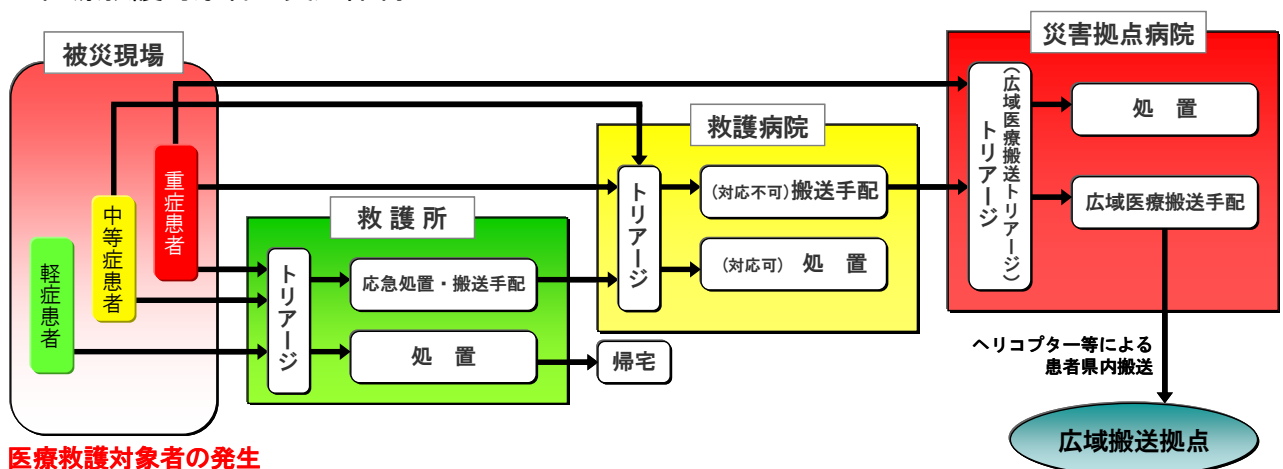 被災現場
重症患者
中等症患者
軽症患者
医療救護対象者の発生
救護所
トリアージ
応急処置・搬送手配
処 置
帰宅
救護病院
トリアージ
(対応不可)搬送手配
(対応可) 処 置
災害拠点病院
トリアージ
(広域医療搬送トリアージ)
処 置
広域医療搬送手配
ヘリコプター等による
患者県内搬送
広域搬送拠点